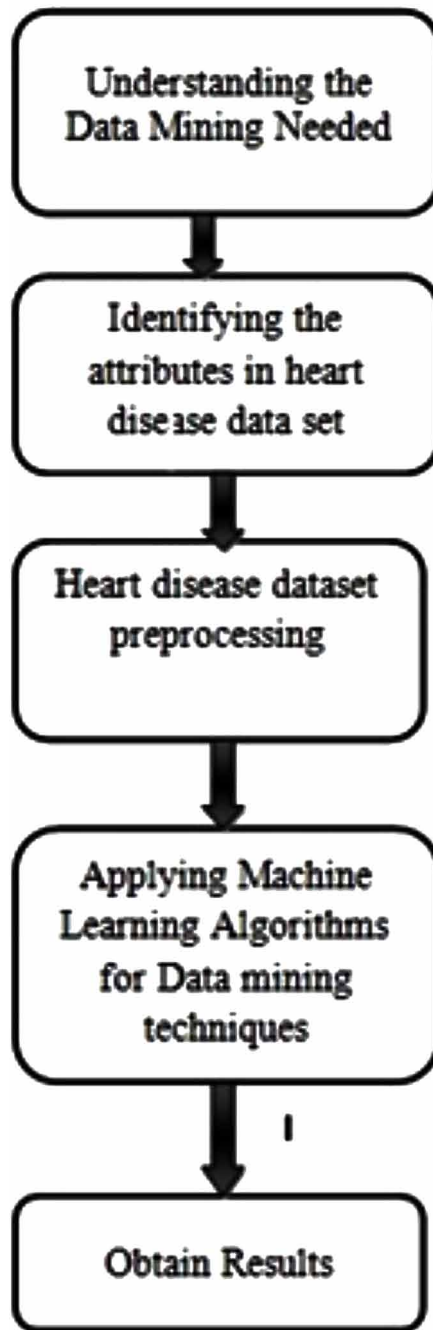 Understanding the
Data Mining Needed
Identifying the
attributes in heart
disease data set
Heart disease dataset
preprocessing
Applying Machine
Learning Algorithms
for Data mining
techniques
Obtain Results